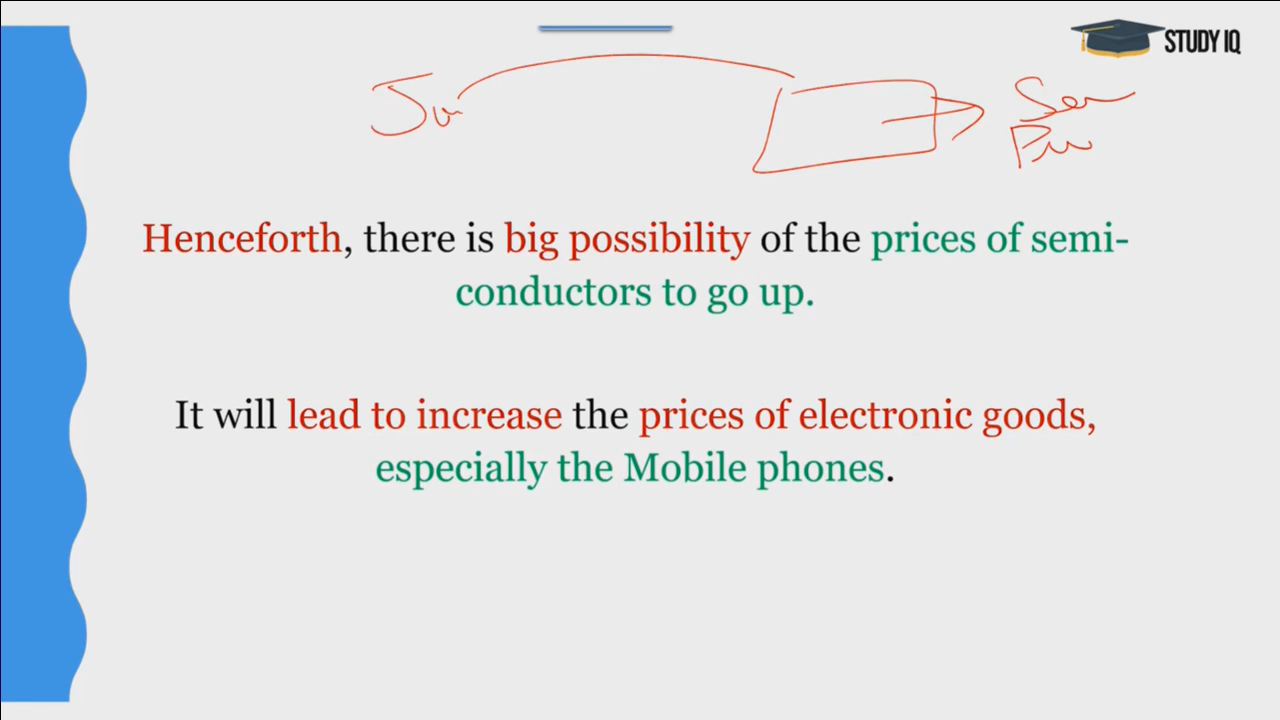 STUDY IQ
Henceforth, there is big possibility of the prices of semi-
conductors to go up.
It will lead to increase the prices of electronic goods,
especially the Mobile phones.